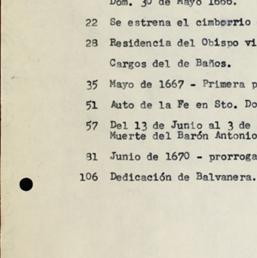 Dom. 30 de Mayo 1666.
22 Se estrena el cimborrio
28 Residencia del Obispo vi
Cargos del de Baños.
35 Mayo de 1667 - Primera p
51 Auto de la Fe en Sto. Do
57 Del 13 de Junio al 3 de
Muerte del Barón Antonio
81 Junio de 1670 - prorroga
106 Dedicación de Balvanera.